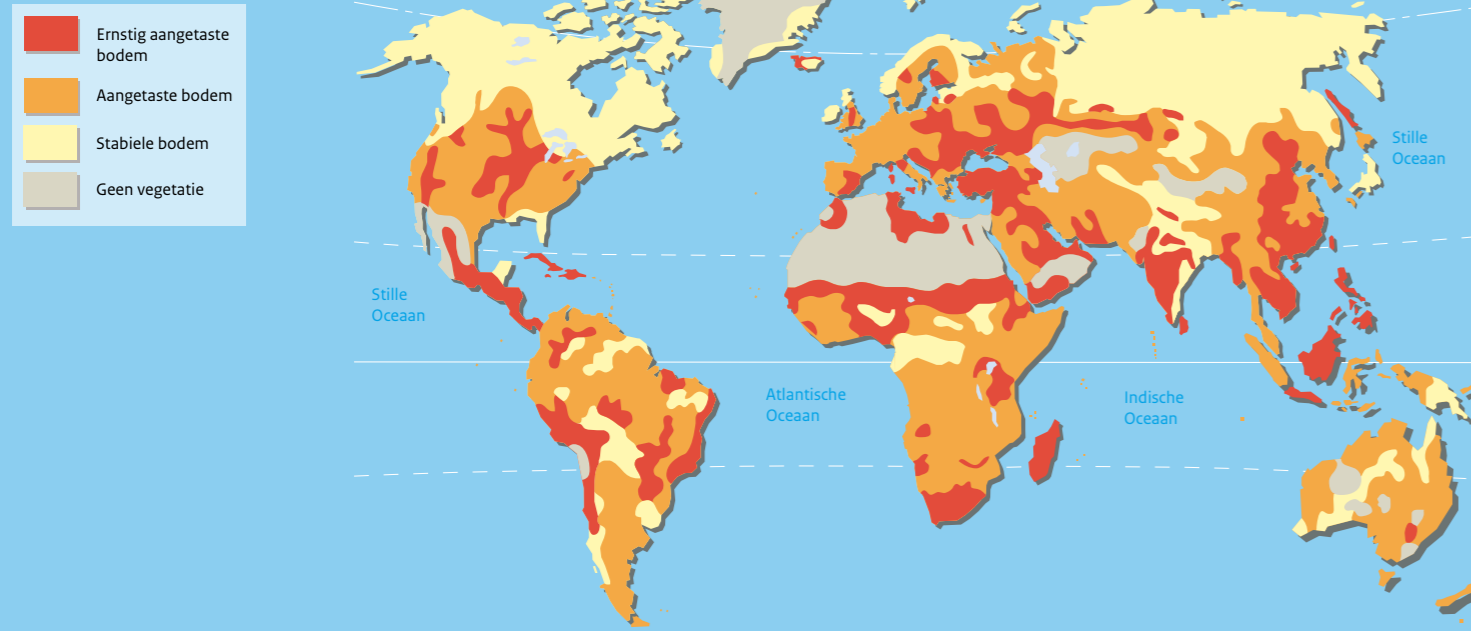 Ernstig aangetaste
bodem
Aangetaste bodem
Stabiele bodem
Geen vegetatie
Stille
Oceaan
Stille
Oceaan
Atlantische
Oceaan
Indische
Oceaan